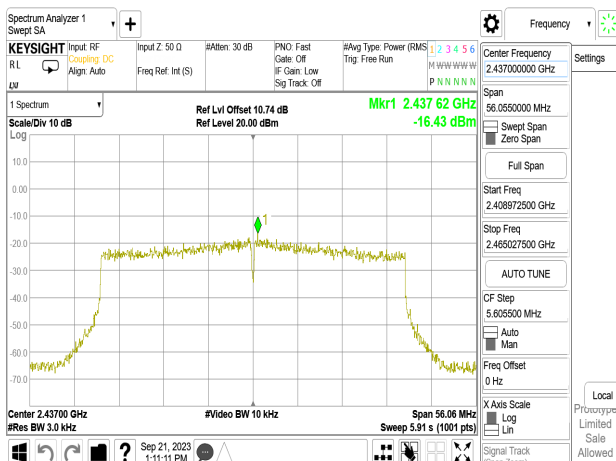 Spectrum Analyzer 1
Swept SA
Frequency
KEYSIGHT
RL
LXI
Input: RF
Coupling: DC
Align: Auto
Input Z: 50 Ω
Freq Ref: Int (S)
#Atten: 30 dB
PNO: Fast
Gate: Off
IF Gain: Low
Sig Track: Off
#Avg Type: Power (RMS
Trig: Free Run
1 2 3 4 5 6
M W W W W W
P N N N N N
1 Spectrum
Scale/Div 10 dB
Log
Ref Lvl Offset 10.74 dB
Ref Level 20.00 dBm
Mkr1 2.437 62 GHz
-16.43 dBm
10.0
0.00
-10.0
-20.0
-30.0
-40.0
-50.0
-60.0
-70.0
1
Center 2.43700 GHz
#Res BW 3.0 kHz
#Video BW 10 kHz
Span 56.06 MHz
Sweep 5.91 s (1001 pts)
Sep 21, 2023
1:11:11 PM
Center Frequency
2.437000000 GHz
Span
56.0550000 MHz
Swept Span
Zero Span
Full Span
Start Freq
2.408972500 GHz
Stop Freq
2.465027500 GHz
AUTO TUNE
CF Step
5.605500 MHz
Auto
Man
Freq Offset
0 Hz
X Axis Scale
Log
Lin
Signal Track
Settings
Local
Prototype
Limited
Sale
Allowed